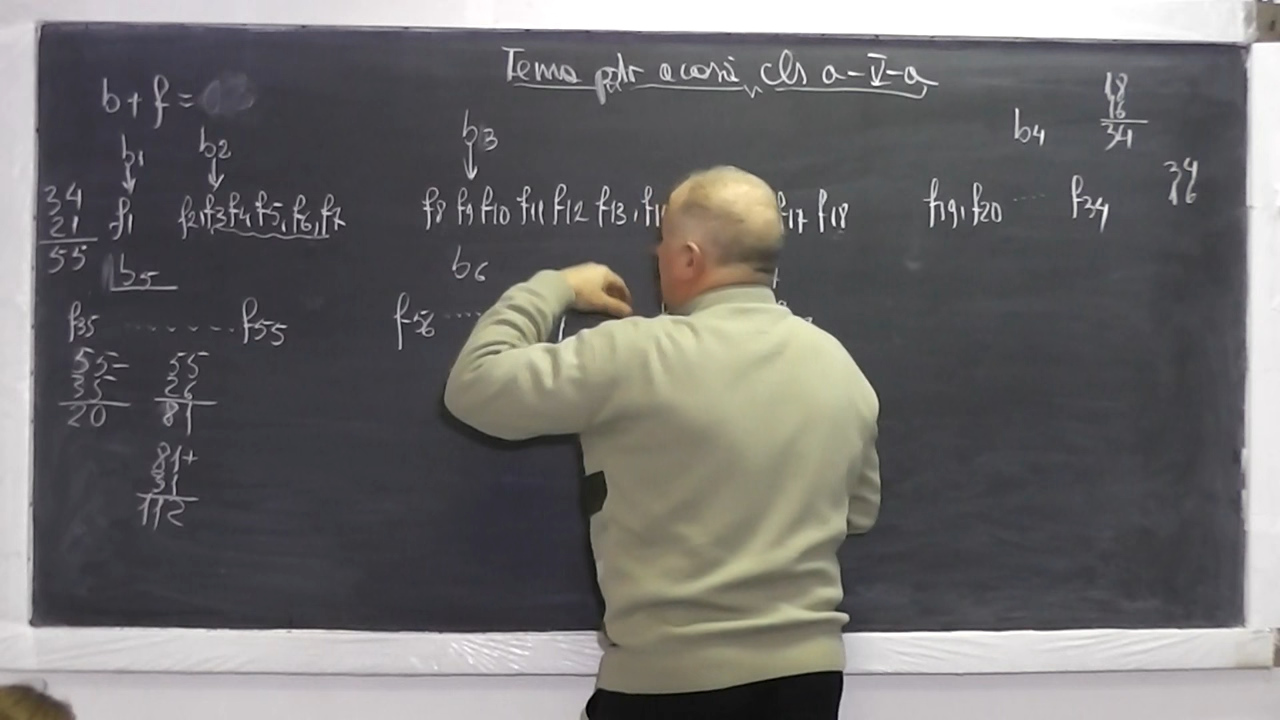 Tema ptr acasă, cls a-V-a
b + f =
b1 b2 b3 b4
18
16
34
34
16
34
21
55
f1 f2, f3 f4 f5, f6, f7 f8 f9 f10 f11 f12 f13, f17 f18 f19, f20 ..... f34
b5 b6
f35 ....... f55 f56 .....
55-
35
20
55
26
81
81+
31
112